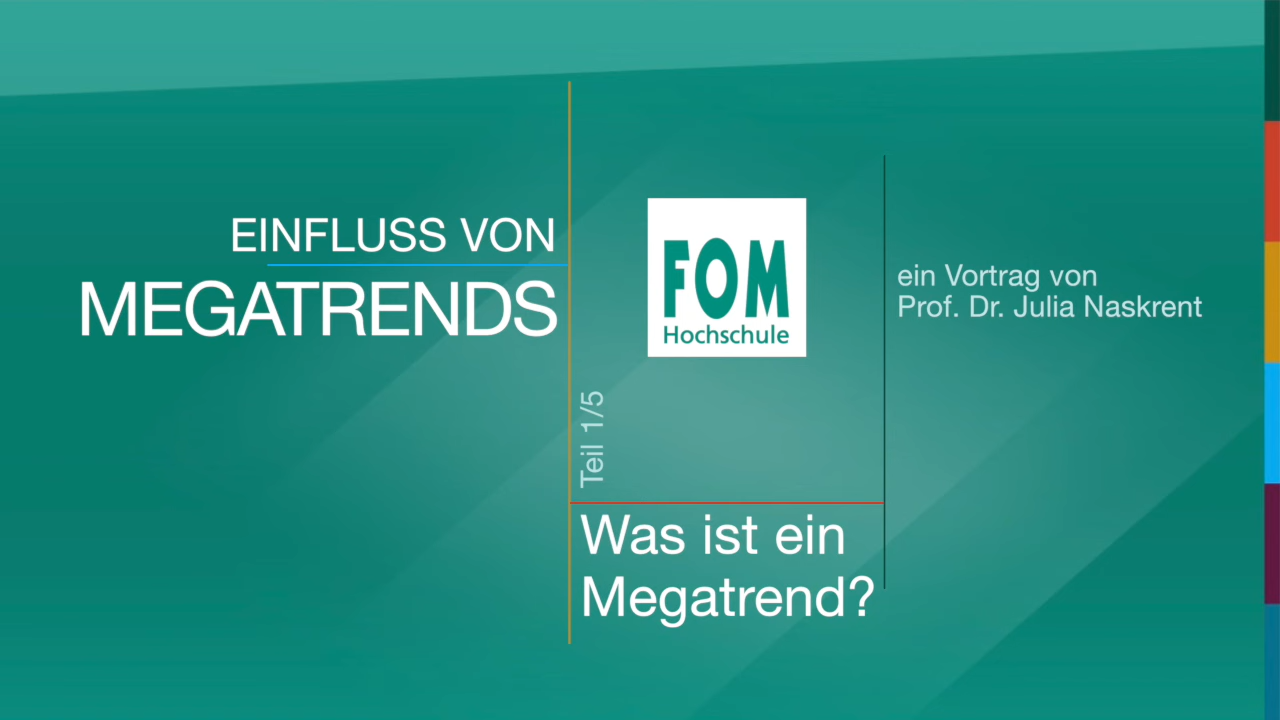 EINFLUSS VON
MEGATRENDS
FOM
Hochschule
ein Vortrag von
Prof. Dr. Julia Naskrent
Teil 1/5
Was ist ein
Megatrend?